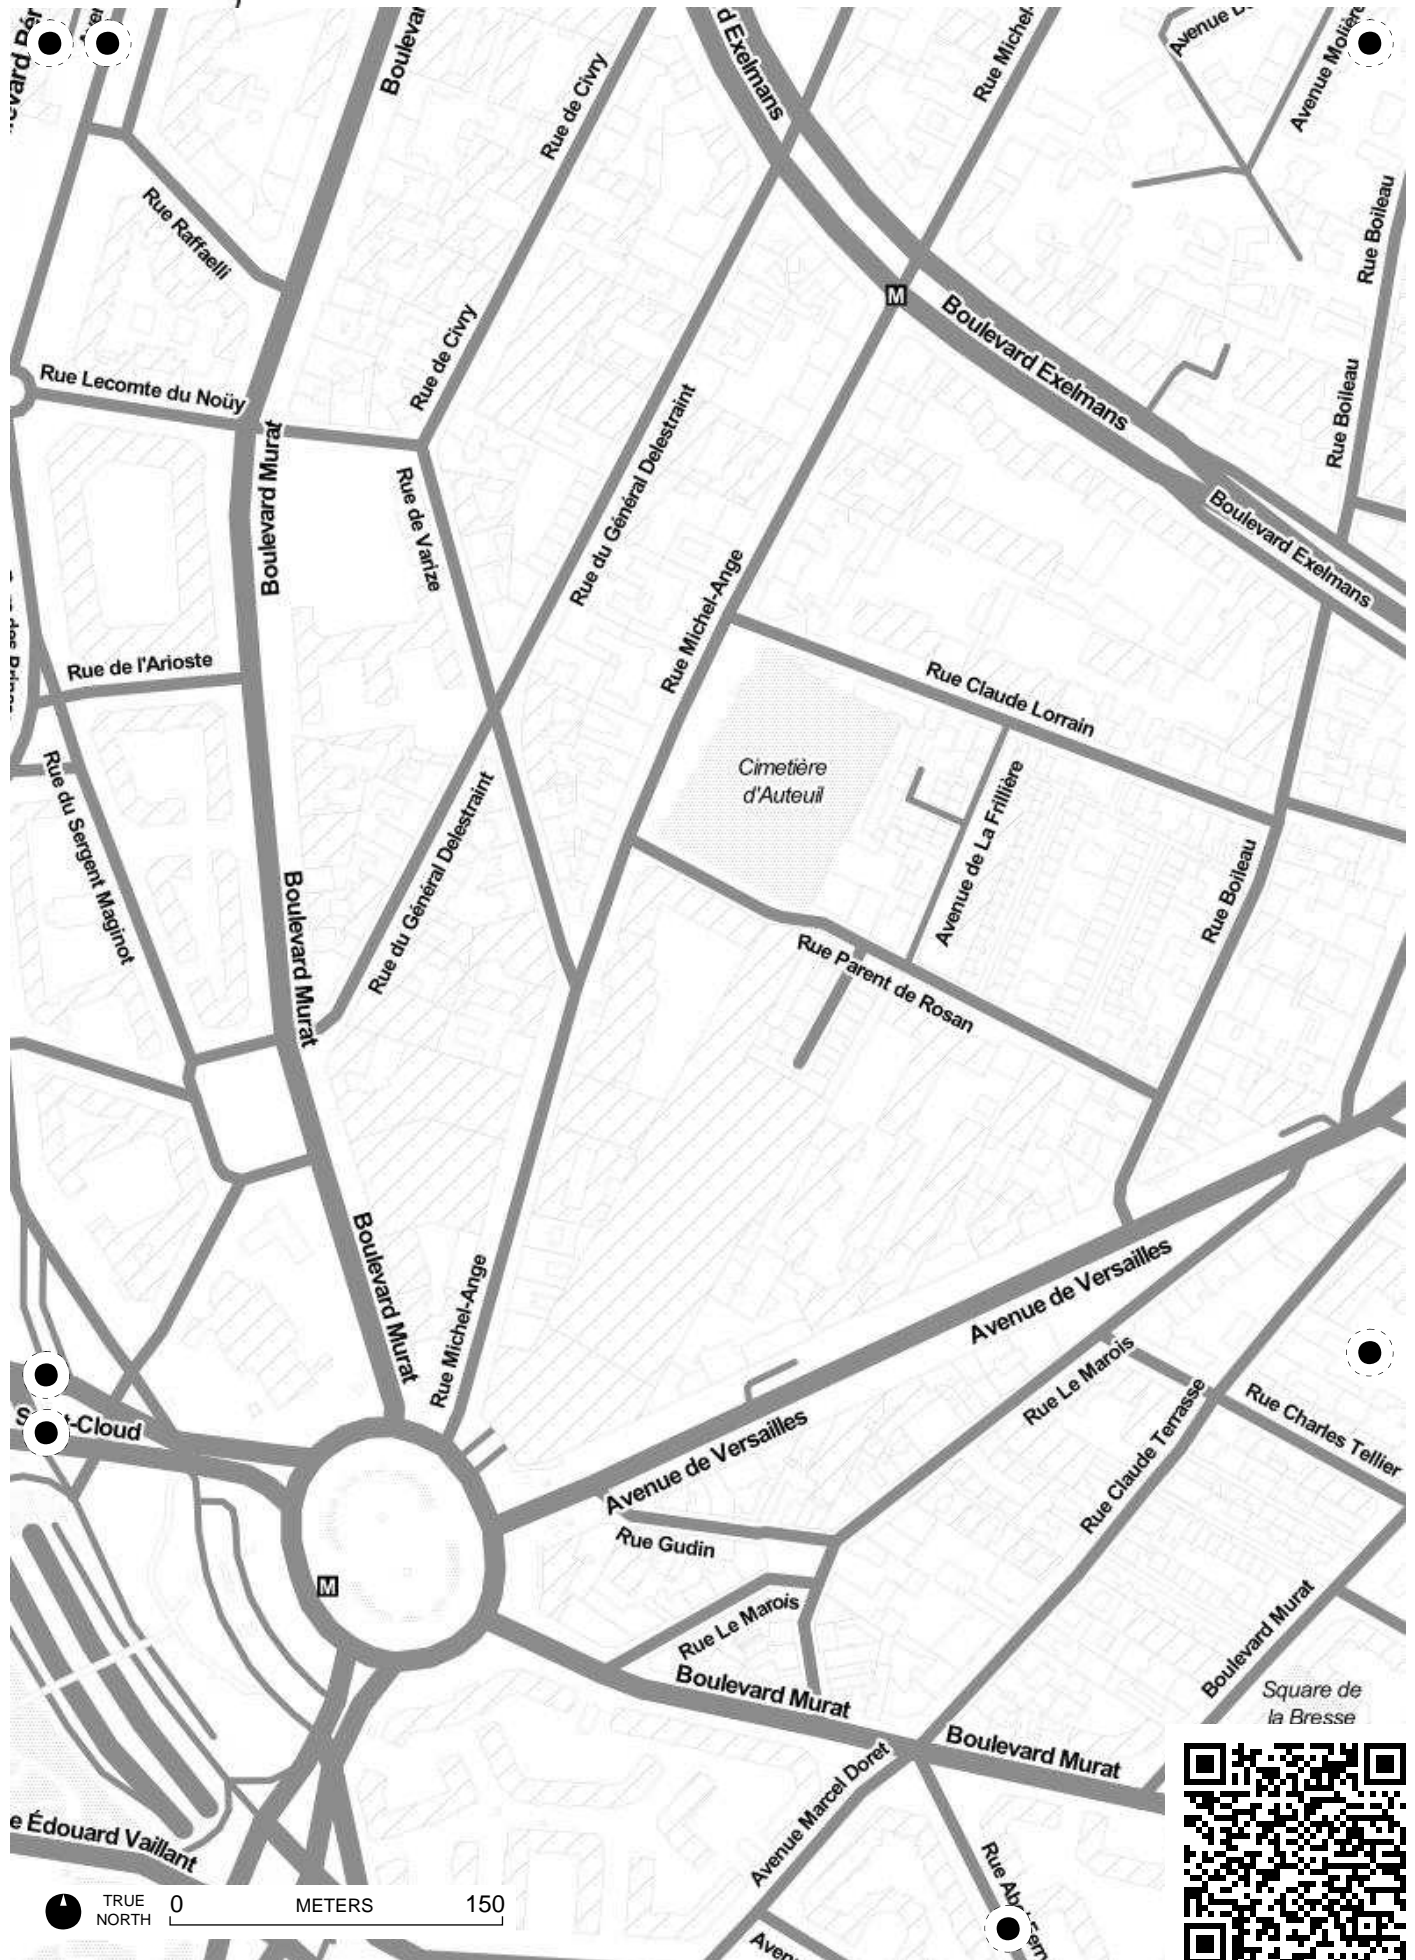 d Exelmans
Rue Michel-
Avenue Molière
Boulevar
Rue de Civry
Rue Raffaelli
Rue Boileau
M
Boulevard Exelmans
Rue de Civry
Rue Lecomte du Noüy
Rue Boileau
Rue du Général Delestraint
Boulevard Murat
Rue de Varize
Boulevard Exelmans
Rue Michel-Ange
Rue de l'Arioste
Rue Claude Lorrain
Cimetière
d'Auteuil
Rue du Sergent Maginot
Rue du Général Delestraint
Avenue de La Frillière
Rue Boileau
Boulevard Murat
Rue Parent de Rosan
Boulevard Murat
Rue Michel-Ange
Avenue de Versailles
Rue Le Marois
Rue Claude Terrasse
Rue Charles Tellier
-Cloud
Avenue de Versailles
Rue Gudin
M
Rue Le Marois
Boulevard Murat
Boulevard Murat
Square de
la Bresse
Boulevard Murat
Avenue Marcel Doret
e Édouard Vaillant
TRUE
NORTH
0 METERS 150